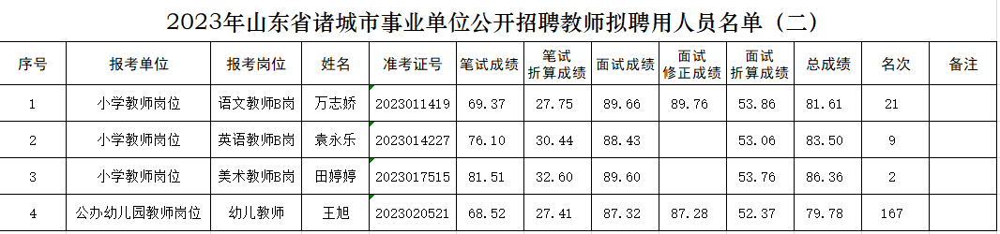 2023年山东省诸城市事业单位公开招聘教师拟聘用人员名单（二）
序号 报考单位 报考岗位 姓名 准考证号 笔试成绩 笔试折算成绩 面试成绩 面试修正成绩 面试折算成绩 总成绩 名次 备注
1 小学教师岗位 语文教师B岗 万志娇 2023011419 69.37 27.75 89.66 89.76 53.86 81.61 21
2 小学教师岗位 英语教师B岗 袁永乐 2023014227 76.10 30.44 88.43 53.06 83.50 9
3 小学教师岗位 美术教师B岗 田婷婷 2023017515 81.51 32.60 89.60 53.76 86.36 2
4 公办幼儿园教师岗位 幼儿教师 王旭 2023020521 68.52 27.41 87.32 87.28 52.37 79.78 167